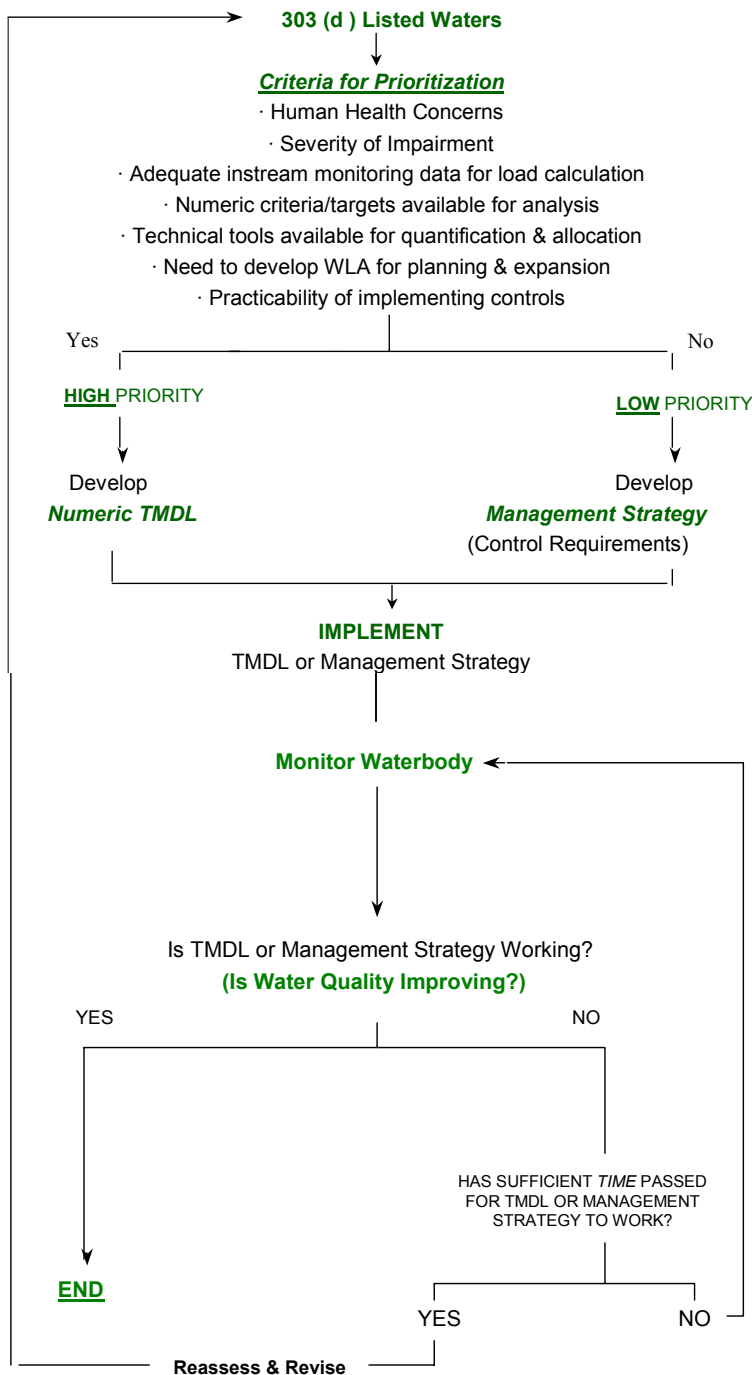 303 (d ) Listed Waters
Criteria for Prioritization
· Human Health Concerns
· Severity of Impairment
· Adequate instream monitoring data for load calculation
· Numeric criteria/targets available for analysis
· Technical tools available for quantification & allocation
· Need to develop WLA for planning & expansion
· Practicability of implementing controls
Yes
No
HIGH PRIORITY
LOW PRIORITY
Develop
Numeric TMDL
Develop
Management Strategy
(Control Requirements)
IMPLEMENT
TMDL or Management Strategy
Monitor Waterbody
Is TMDL or Management Strategy Working?
(Is Water Quality Improving?)
YES
NO
HAS SUFFICIENT TIME PASSED
FOR TMDL OR MANAGEMENT
STRATEGY TO WORK?
END
YES
NO
Reassess & Revise